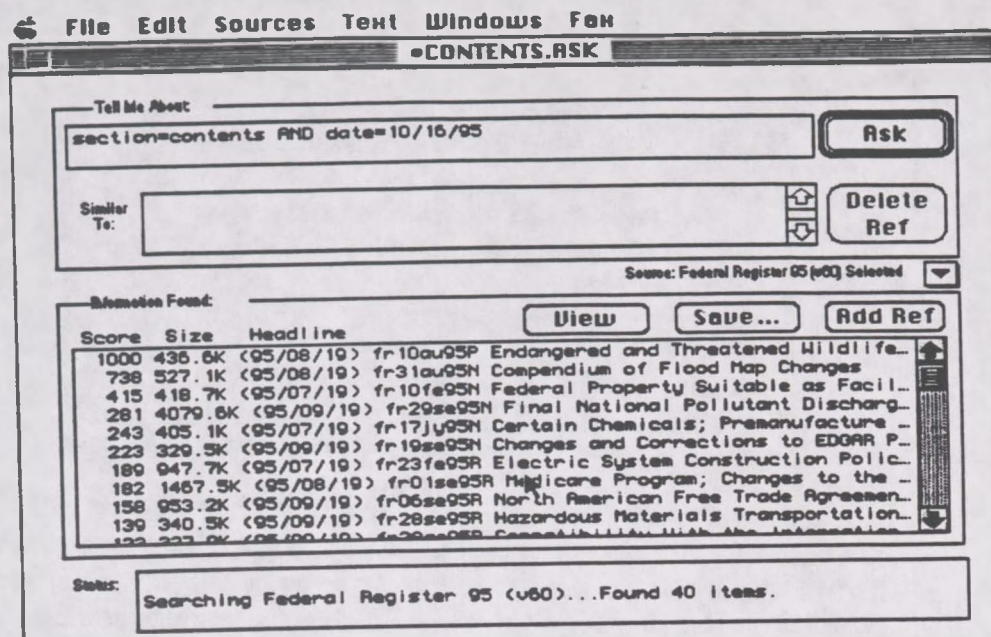 File Edit Sources Text Windows Fax
CONTENTS.ASK
Tell Me About:
section=contents AND date=10/16/95
Ask
Similar To:
Delete Ref
Source: Federal Register 95 (v60) Selected
Information Found:
View Save... Add Ref
Score Size Headline
1000 436.6K (95/08/19) fr10au95P Endangered and Threatened Wildlife…
738 527.1K (95/08/19) fr31au95N Compendium of Flood Map Changes
415 418.7K (95/07/19) fr10fe95N Federal Property Suitable as Facil…
281 4079.6K (95/09/19) fr29se95N Final National Pollutant Discharg…
243 405.1K (95/07/19) fr17jy95N Certain Chemicals; Premanufacture …
223 329.5K (95/09/19) fr19se95N Changes and Corrections to EDGAR P…
189 947.7K (95/07/19) fr23fe95R Electric System Construction Polic…
182 1467.5K (95/08/19) fr01se95R Medicare Program; Changes to the …
158 953.2K (95/09/19) fr06se95R North American Free Trade Agreemen…
139 340.5K (95/09/19) fr28se95R Hazardous Materials Transportation…
Status:
Searching Federal Register 95 (v60)...Found 40 items.